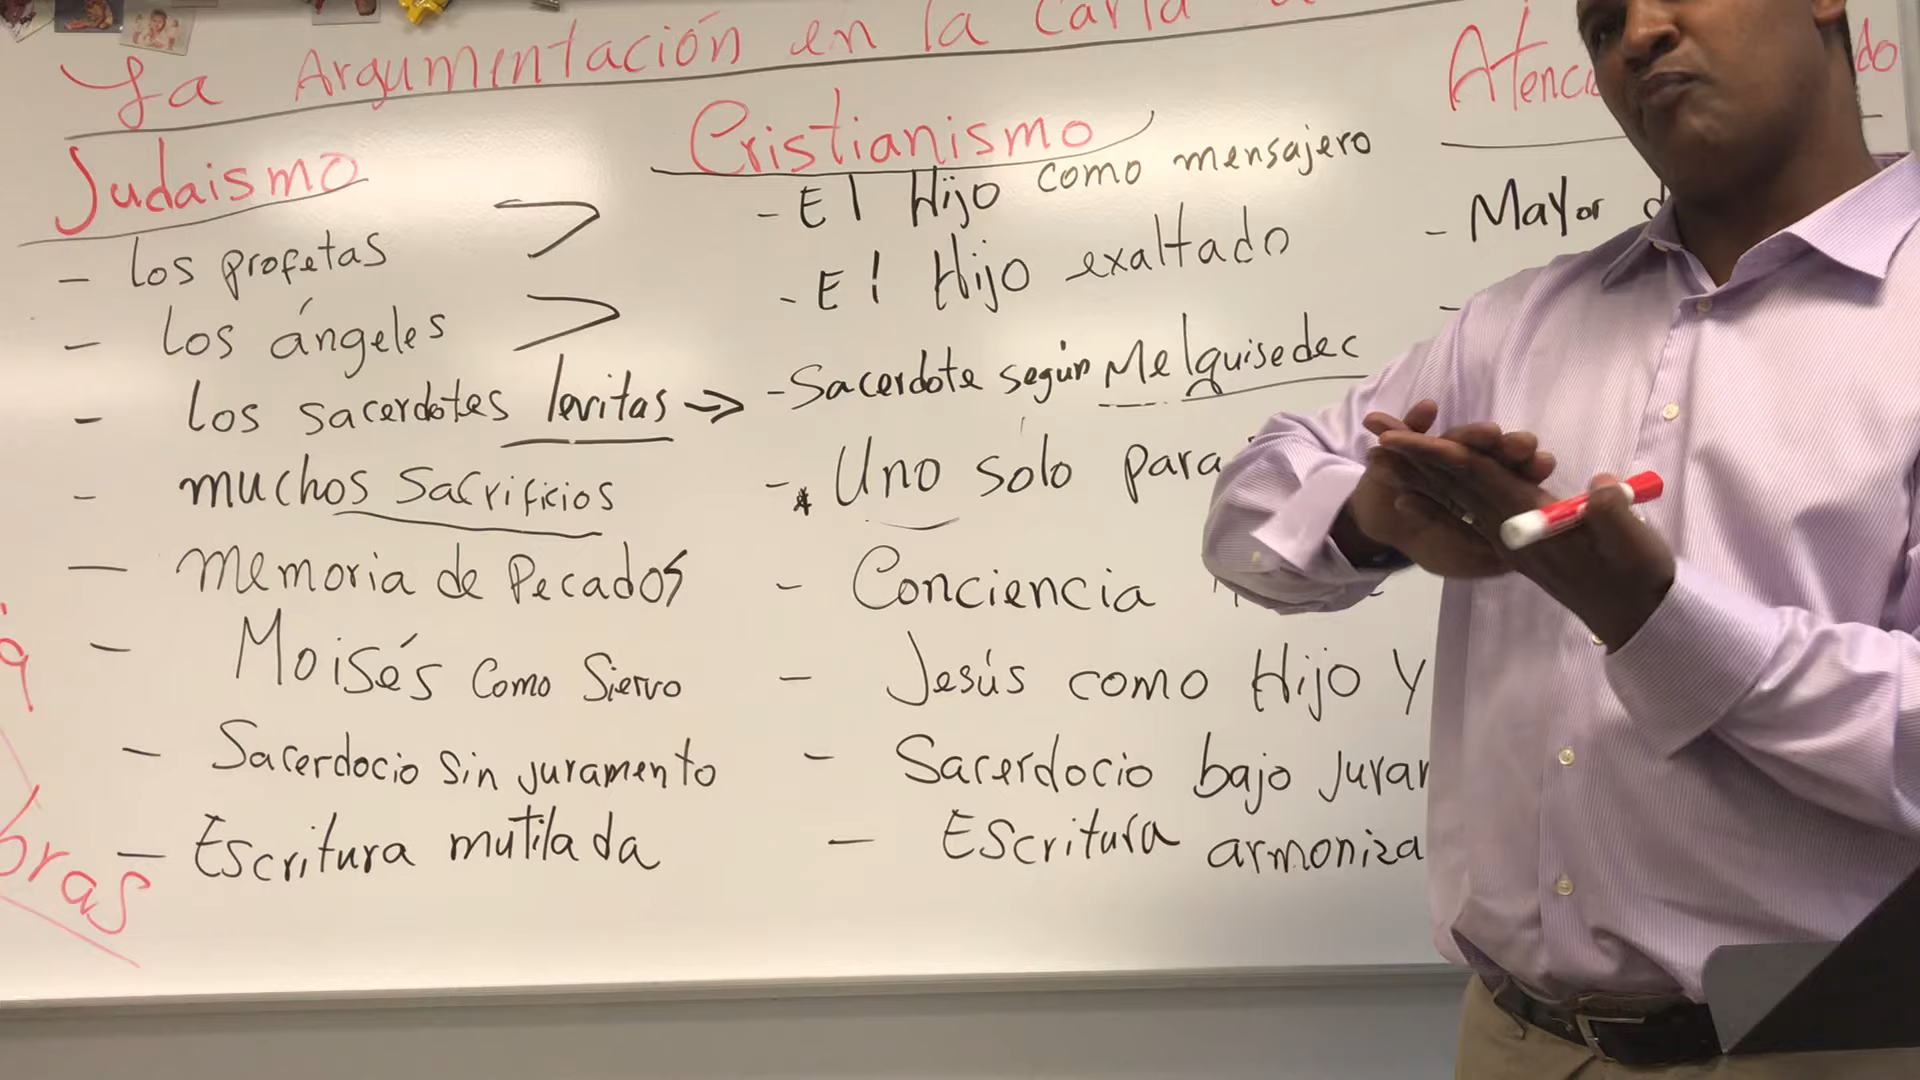 La Argumentación en la Carta
Judaismo
- los profetas
- los ángeles
- los sacerdotes levitas →
- muchos sacrificios
- memoria de Pecados
- Moisés como Siervo
- Sacerdocio sin juramento
- Escritura mutilada
Cristianismo
- El Hijo como mensajero
- El Hijo exaltado
- Sacerdote según Melquisedec
- * Uno solo para
- Conciencia
- Jesús como Hijo y
- Sacerdocio bajo
- Escritura
- Mayor